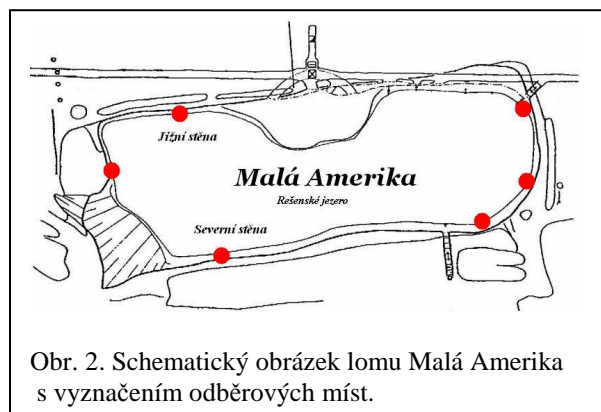 Jižní stěna
Malá Amerika
Rešenské jezero
Severní stěna
Obr. 2. Schematický obrázek lomu Malá Amerika
s vyznačením odběrových míst.